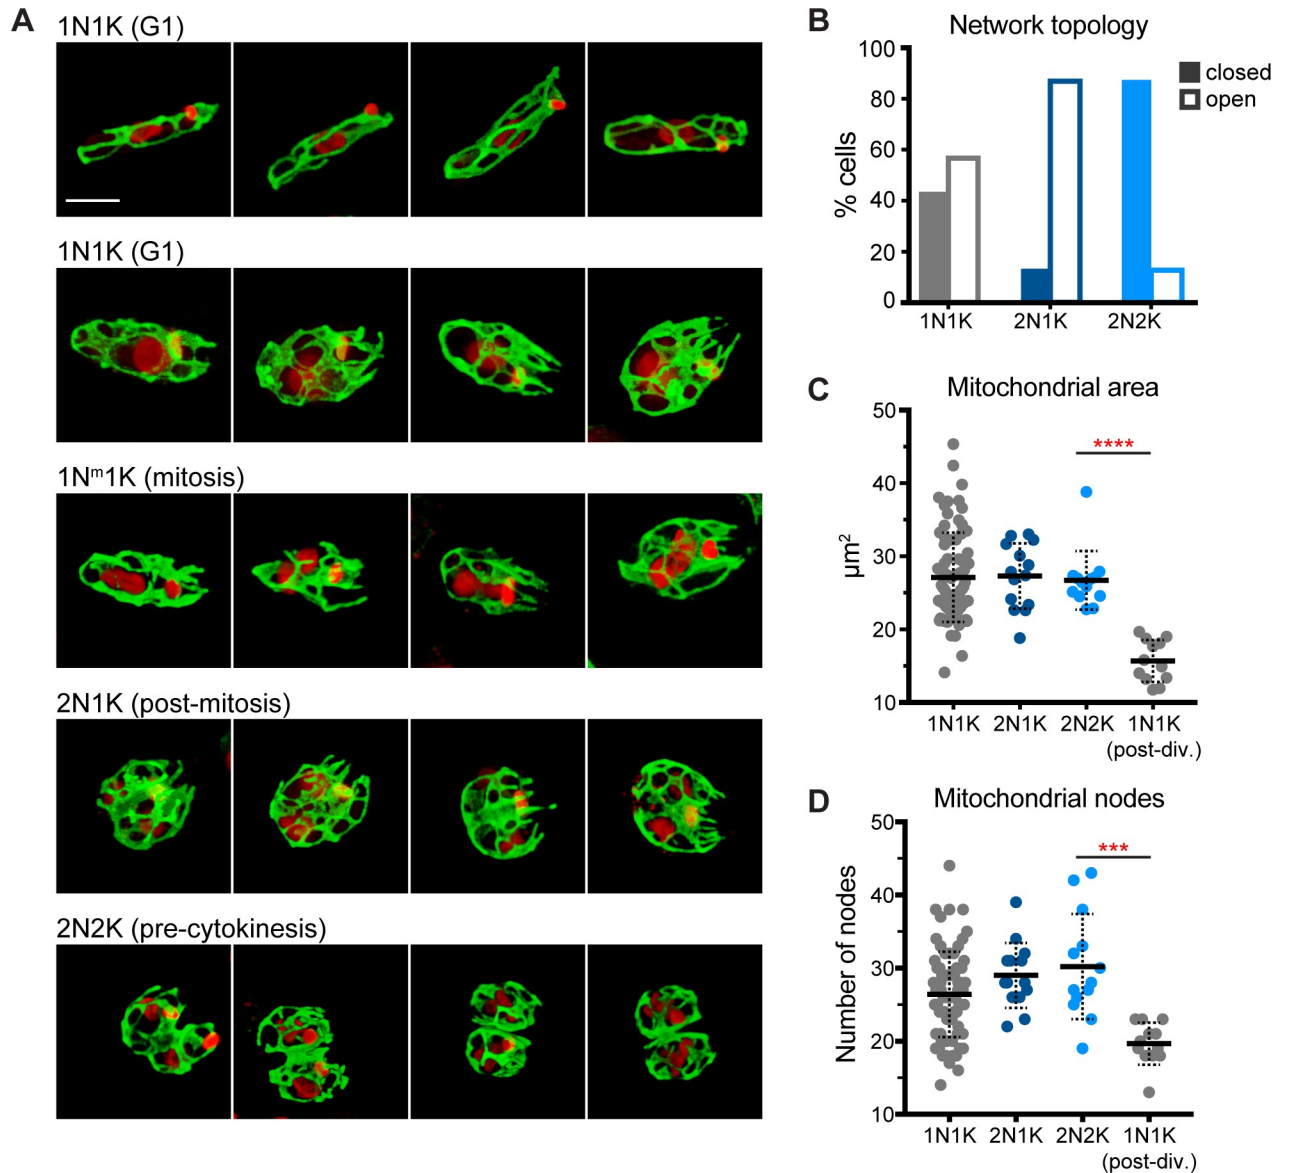 A
1N1K (G1)
1N1K (G1)
1Nᵐ1K (mitosis)
2N1K (post-mitosis)
2N2K (pre-cytokinesis)
B
Network topology
closed
open
% cells
100
80
60
40
20
0
1N1K 2N1K 2N2K
C
Mitochondrial area
µm²
50
40
30
20
10
****
1N1K 2N1K 2N2K 1N1K
(post-div.)
D
Mitochondrial nodes
Number of nodes
50
40
30
20
10
***
1N1K 2N1K 2N2K 1N1K
(post-div.)